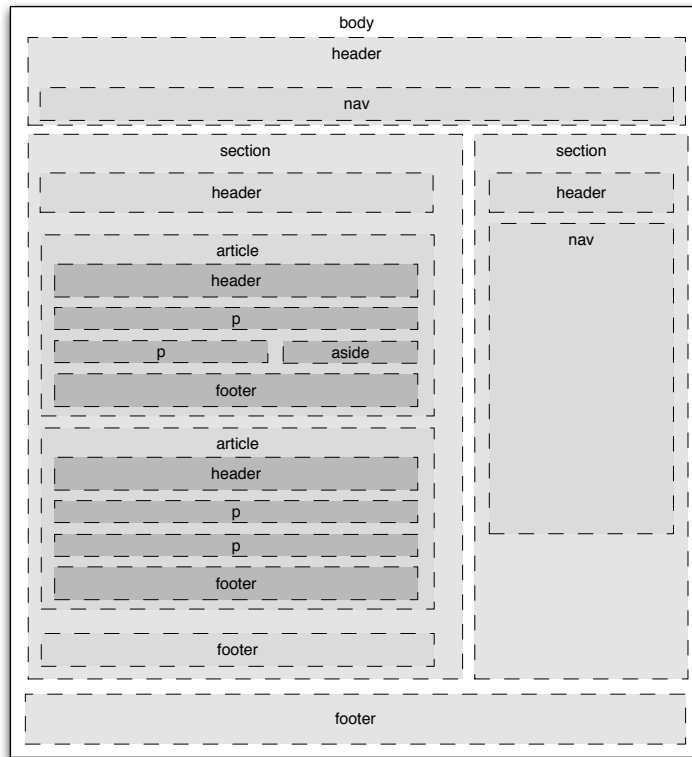 body
header
nav
section
header
article
header
p
p
aside
footer
article
header
p
p
footer
footer
section
header
nav
footer